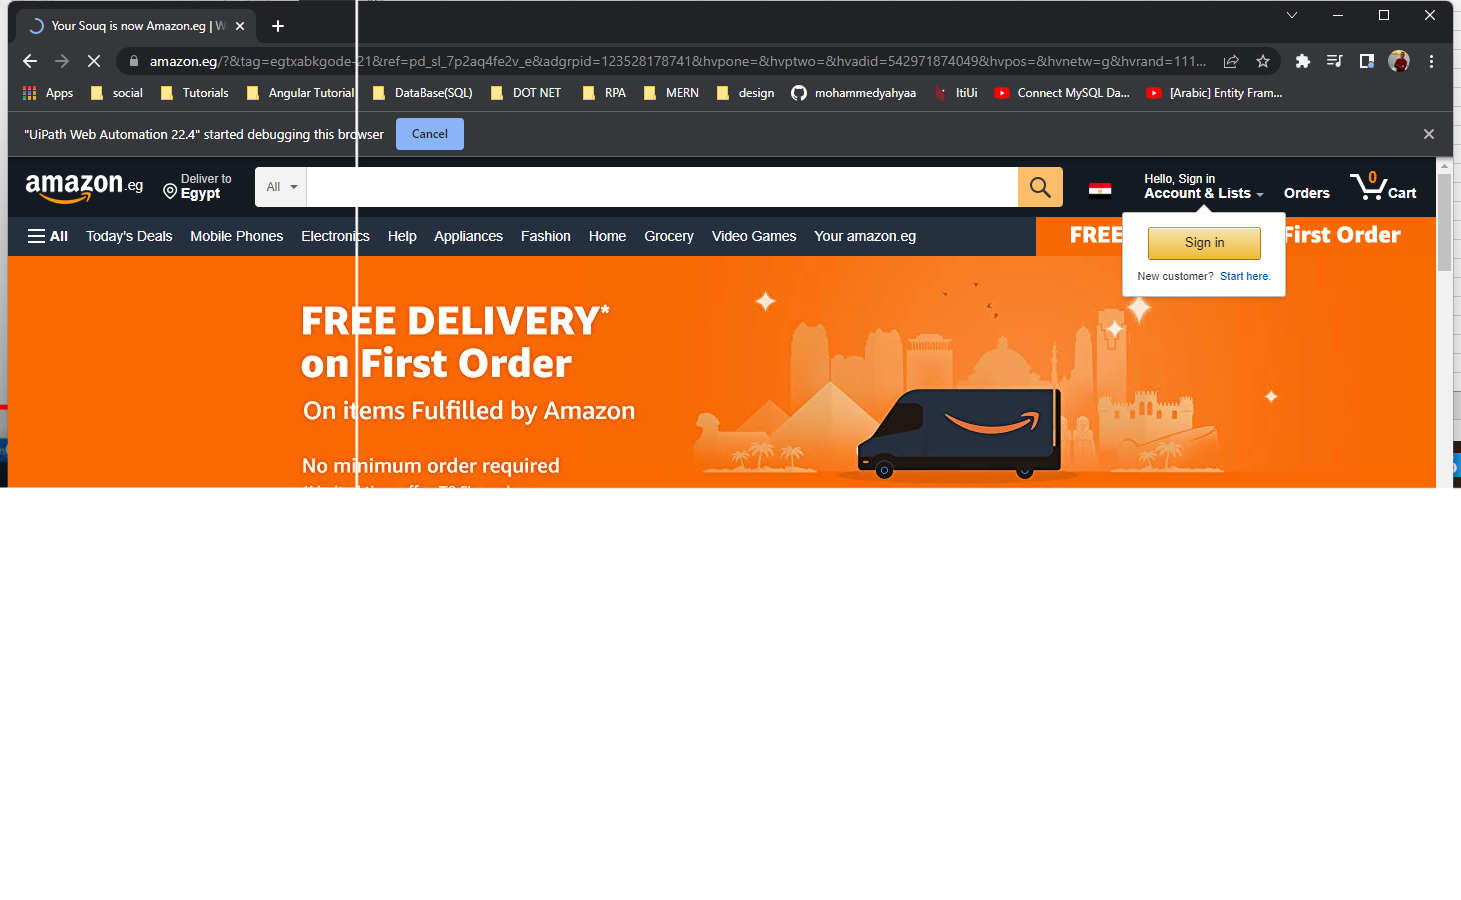 Your Souq is now Amazon.eg | W
amazon.eg/?&tag=egtxabkgode-21&ref=pd_sl_7p2aq4fe2v_e&adgrpid=123528178741&hvpone=&hvptwo=&hvadid=542971874049&hvpos=&hvnetw=g&hvrand=111...
Apps social Tutorials Angular Tutorial DataBase(SQL) DOT NET RPA MERN design mohammedyahyaa ItiUi Connect MySQL Da... [Arabic] Entity Fram...
"UiPath Web Automation 22.4" started debugging this browser Cancel
amazon.eg
Deliver to
Egypt
All
Hello, Sign in
Account & Lists
Orders
0
Cart
All Today's Deals Mobile Phones Electronics Help Appliances Fashion Home Grocery Video Games Your amazon.eg
FREE First Order
Sign in
New customer? Start here.
FREE DELIVERY*
on First Order
On items Fulfilled by Amazon
No minimum order required